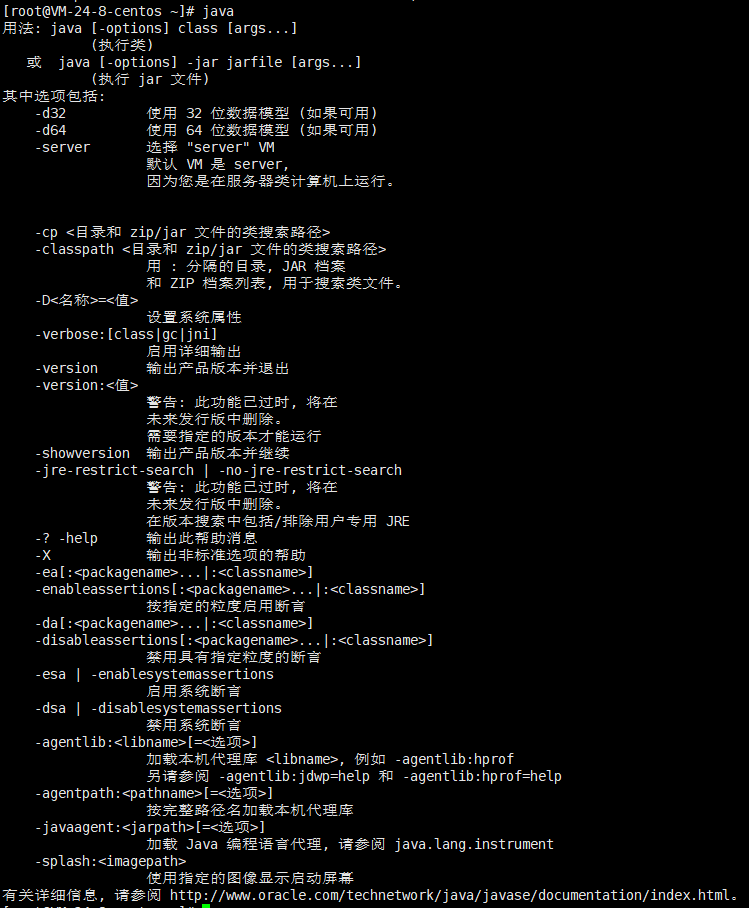 [root@VM-24-8-centos ~]# java
用法: java [-options] class [args...]
(执行类)
或  java [-options] -jar jarfile [args...]
(执行 jar 文件)
其中选项包括:
-d32          使用 32 位数据模型 (如果可用)
-d64          使用 64 位数据模型 (如果可用)
-server       选择 "server" VM
默认 VM 是 server,
因为您是在服务器类计算机上运行。
-cp <目录和 zip/jar 文件的类搜索路径>
-classpath <目录和 zip/jar 文件的类搜索路径>
用 : 分隔的目录, JAR 档案
和 ZIP 档案列表, 用于搜索类文件。
-D<名称>=<值>
设置系统属性
-verbose:[class|gc|jni]
启用详细输出
-version      输出产品版本并退出
-version:<值>
警告: 此功能已过时, 将在
未来发行版中删除。
需要指定的版本才能运行
-showversion  输出产品版本并继续
-jre-restrict-search | -no-jre-restrict-search
警告: 此功能已过时, 将在
未来发行版中删除。
在版本搜索中包括/排除用户专用 JRE
-? -help      输出此帮助消息
-X            输出非标准选项的帮助
-ea[:<packagename>...|:<classname>]
-enableassertions[:<packagename>...|:<classname>]
按指定的粒度启用断言
-da[:<packagename>...|:<classname>]
-disableassertions[:<packagename>...|:<classname>]
禁用具有指定粒度的断言
-esa | -enablesystemassertions
启用系统断言
-dsa | -disablesystemassertions
禁用系统断言
-agentlib:<libname>[=<选项>]
加载本机代理库 <libname>, 例如 -agentlib:hprof
另请参阅 -agentlib:jdwp=help 和 -agentlib:hprof=help
-agentpath:<pathname>[=<选项>]
按完整路径名加载本机代理库
-javaagent:<jarpath>[=<选项>]
加载 Java 编程语言代理, 请参阅 java.lang.instrument
-splash:<imagepath>
使用指定的图像显示启动屏幕
有关详细信息, 请参阅 http://www.oracle.com/technetwork/java/javase/documentation/index.html。
[root@VM-24-8-centos ~]#